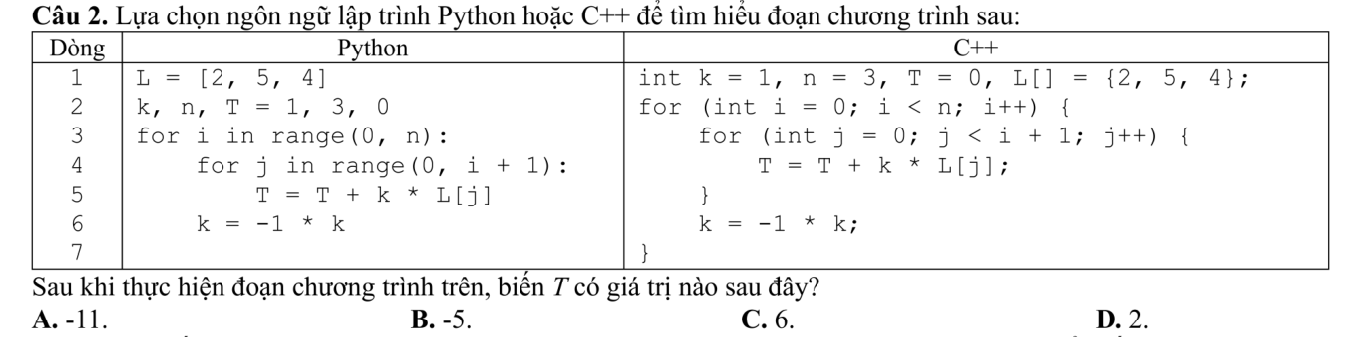 Câu 2. Lựa chọn ngôn ngữ lập trình Python hoặc C++ để tìm hiểu đoạn chương trình sau:
Dòng Python C++
1 L = [2, 5, 4] int k = 1, n = 3, T = 0, L[] = {2, 5, 4};
2 k, n, T = 1, 3, 0 for (int i = 0; i < n; i++) {
3 for i in range(0, n): for (int j = 0; j < i + 1; j++) {
4 for j in range(0, i + 1): T = T + k * L[j];
5 T = T + k * L[j] }
6 k = -1 * k k = -1 * k;
7 }
Sau khi thực hiện đoạn chương trình trên, biến T có giá trị nào sau đây?
A. -11. B. -5. C. 6. D. 2.